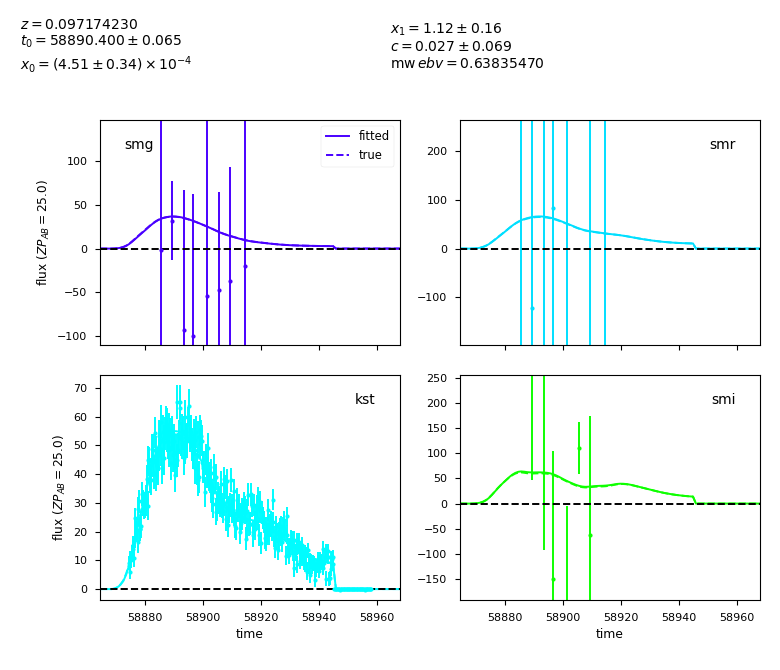 z = 0.097174230
t₀ = 58890.400 ± 0.065
x₀ = (4.51 ± 0.34) × 10⁻⁴
x₁ = 1.12 ± 0.16
c = 0.027 ± 0.069
mw ebv = 0.63835470
smg
fitted
true
100
50
0
−50
−100
flux (ZP_AB = 25.0)
smr
200
100
0
−100
kst
70
60
50
40
30
20
10
0
flux (ZP_AB = 25.0)
58880 58900 58920 58940 58960
time
smi
250
200
150
100
50
0
−50
−100
−150
58880 58900 58920 58940 58960
time